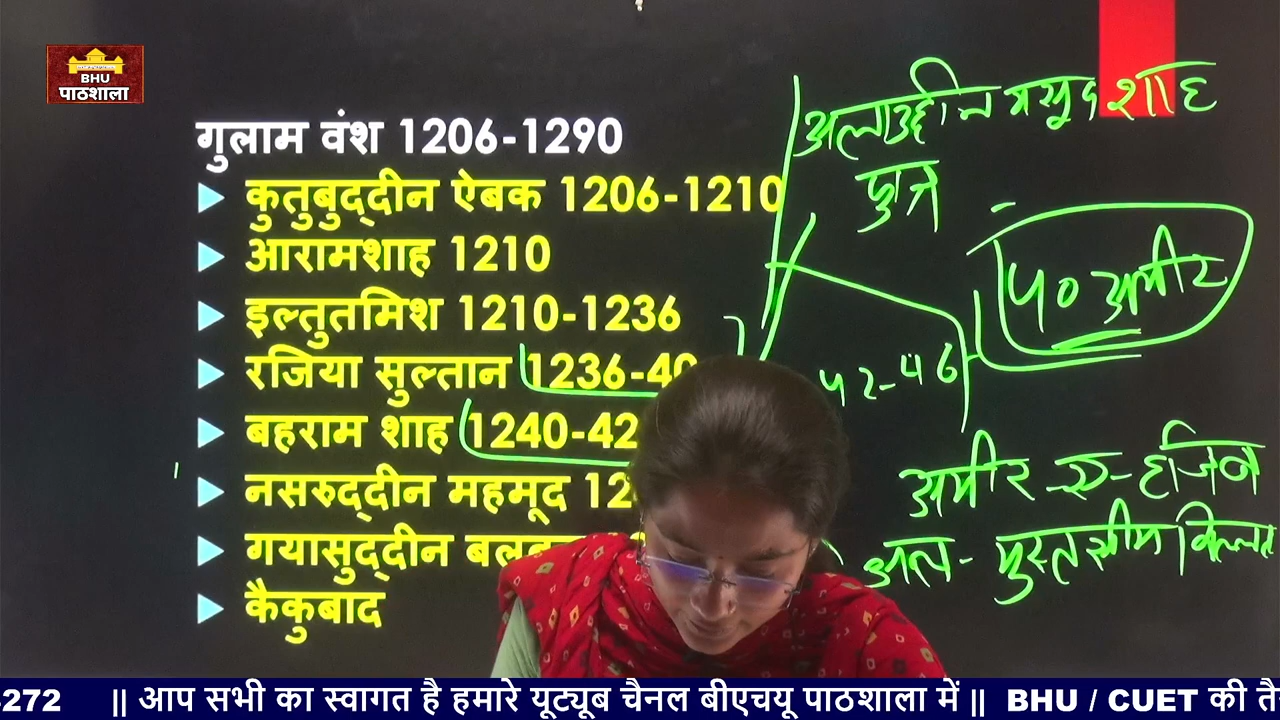 BHU
पाठशाला
गुलाम वंश 1206-1290
कुतुबुद्दीन ऐबक 1206-1210
आरामशाह 1210
इल्तुतमिश 1210-1236
रजिया सुल्तान 1236-40
बहराम शाह 1240-42
नसरुद्दीन महमूद 12
गयासुद्दीन
कैकुबाद
अलाउद्दीन मसूद शाह
पुत्र
40 अमीर
42-46
अमीर-ए-हाजिब
272 || आप सभी का स्वागत है हमारे यूट्यूब चैनल बीएचयू पाठशाला में || BHU / CUET की